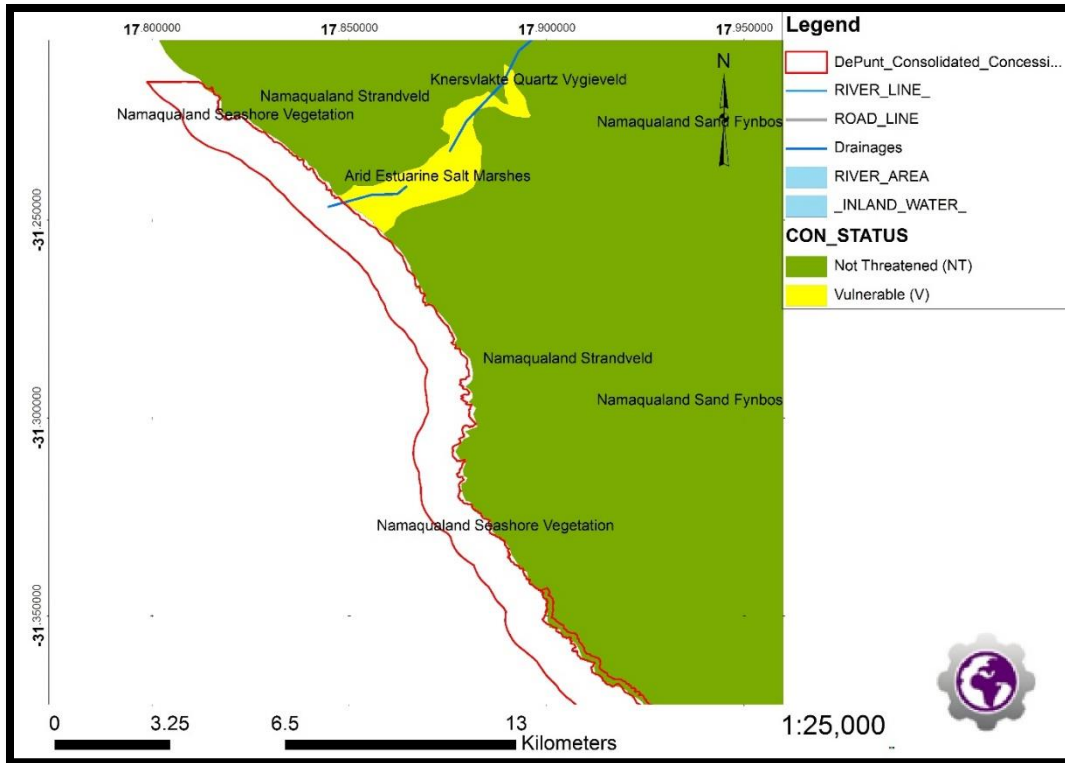 17.800000 17.850000 17.900000 17.950000
Legend
DePunt_Consolidated_Concessi...
RIVER_LINE_
ROAD_LINE
Drainages
RIVER_AREA
_INLAND_WATER_
CON_STATUS
Not Threatened (NT)
Vulnerable (V)
N
Knersvlakte Quartz Vygieveld
Namaqualand Strandveld
Namaqualand Seashore Vegetation
Namaqualand Sand Fynbos
Arid Estuarine Salt Marshes
-31.250000
Namaqualand Strandveld
Namaqualand Sand Fynbos
-31.300000
Namaqualand Seashore Vegetation
-31.350000
0 3.25 6.5 13
Kilometers
1:25,000